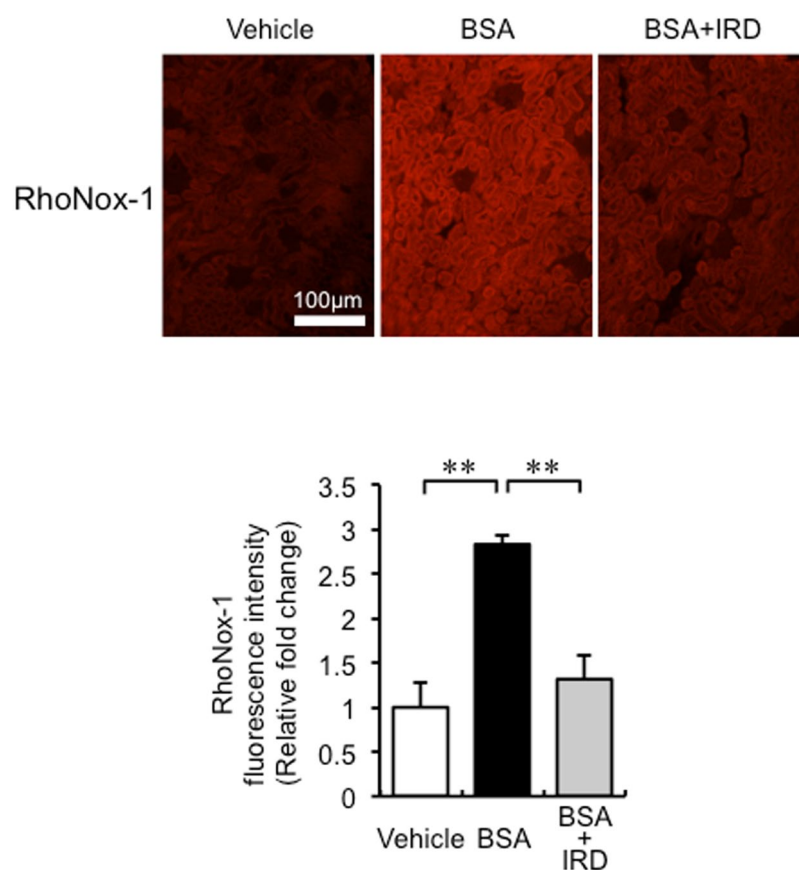 Vehicle BSA BSA+IRD
RhoNox-1
100μm
** **
RhoNox-1
fluorescence intensity
(Relative fold change)
3.5
3
2.5
2
1.5
1
0.5
0
Vehicle BSA BSA
+
IRD